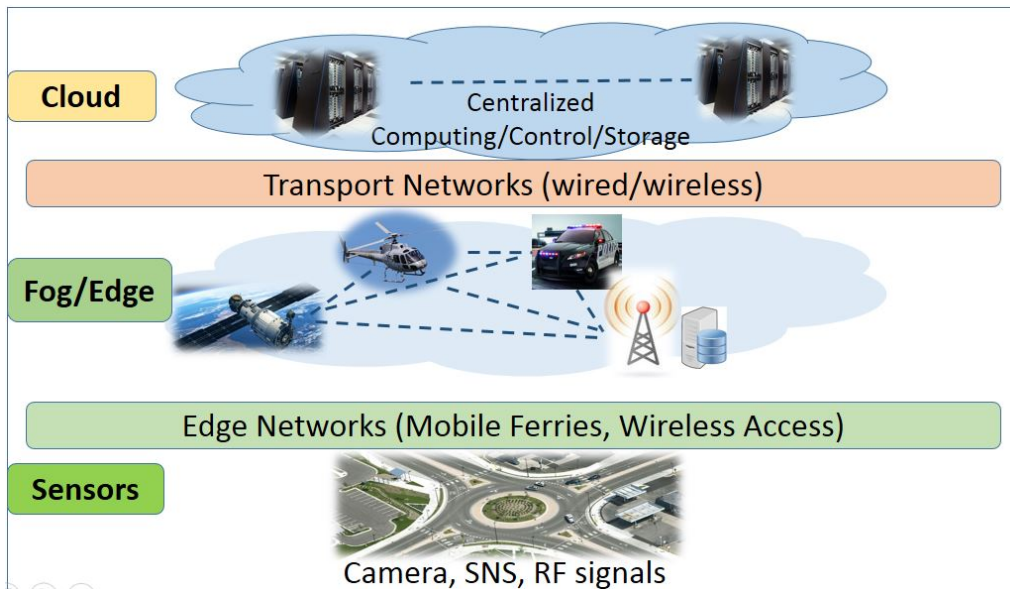 Cloud
Centralized
Computing/Control/Storage
Transport Networks (wired/wireless)
Fog/Edge
Edge Networks (Mobile Ferries, Wireless Access)
Sensors
Camera, SNS, RF signals